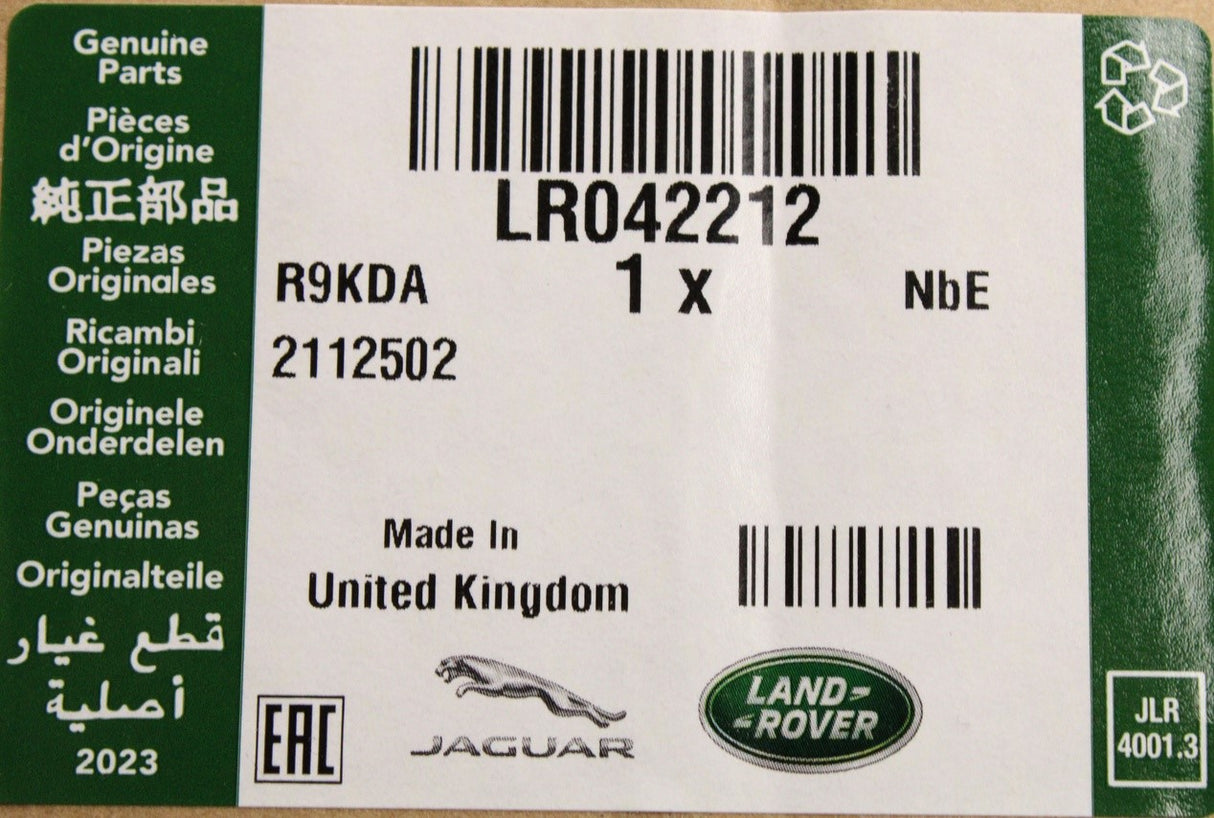 Genuine
Parts
Pièces
d'Origine
純正部品
Piezas
Originales
Ricambi
Originali
Originele
Onderdelen
Peças
Genuinas
Originalteile
قطع غيار
أصلية
2023
LR042212
R9KDA
1 x
NbE
2112502
Made In
United Kingdom
EAC
JAGUAR
LAND-
-ROVER
JLR
4001.3